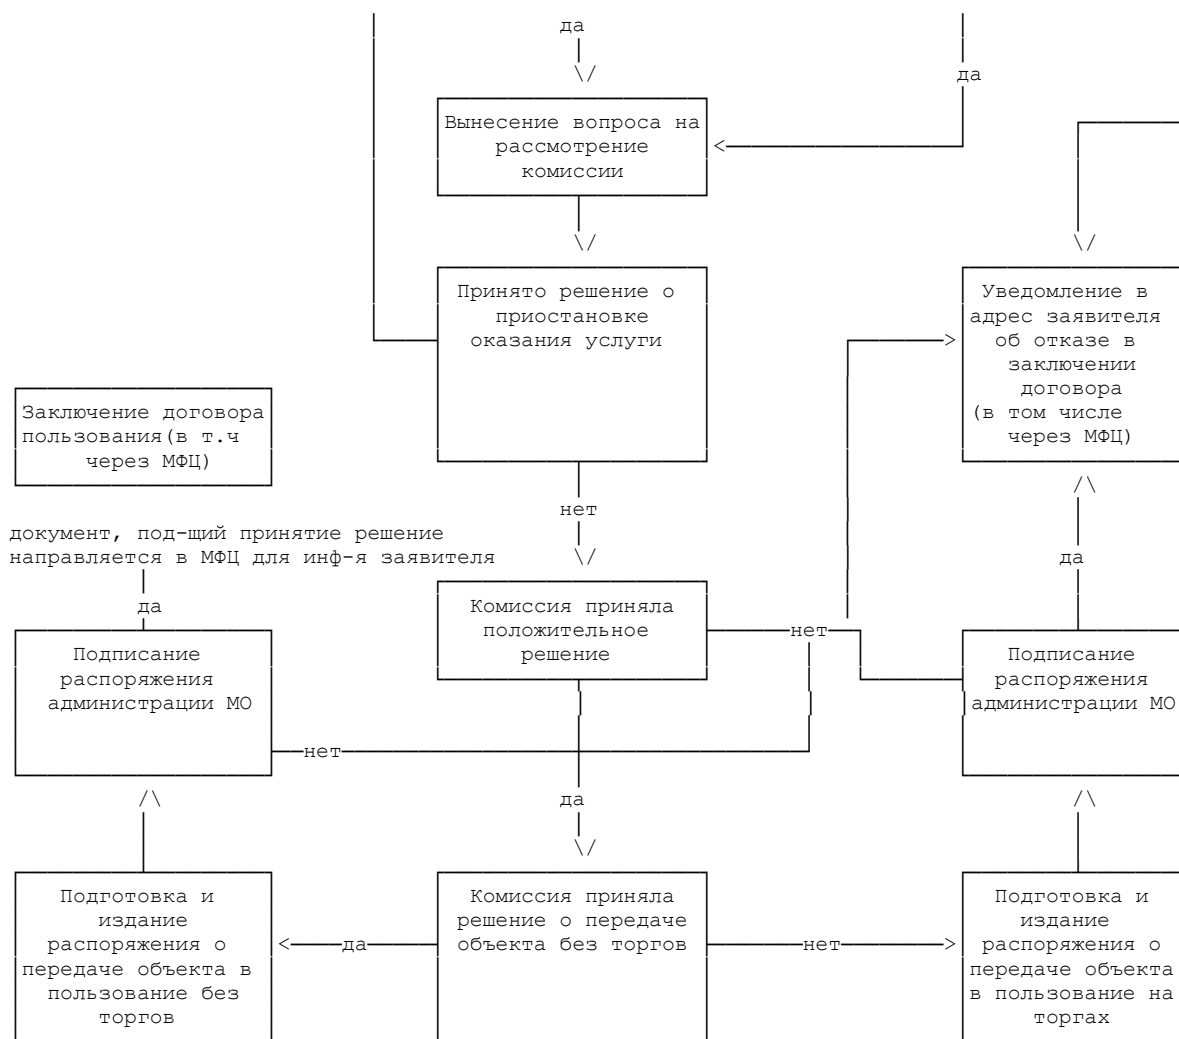 да
да
Вынесение вопроса на
рассмотрение
комиссии
Принято решение о
приостановке
оказания услуги
Уведомление в
адрес заявителя
об отказе в
заключении
договора
(в том числе
через МФЦ)
Заключение договора
пользования(в т.ч
через МФЦ)
нет
документ, под-щий принятие решение
направляется в МФЦ для инф-я заявителя
да
да
Комиссия приняла
положительное
решение
нет
Подписание
распоряжения
администрации МО
Подписание
распоряжения
администрации МО
нет
да
Подготовка и
издание
распоряжения о
передаче объекта в
пользование без
торгов
да
Комиссия приняла
решение о передаче
объекта без торгов
нет
Подготовка и
издание
распоряжения о
передаче объекта
в пользование на
торгах